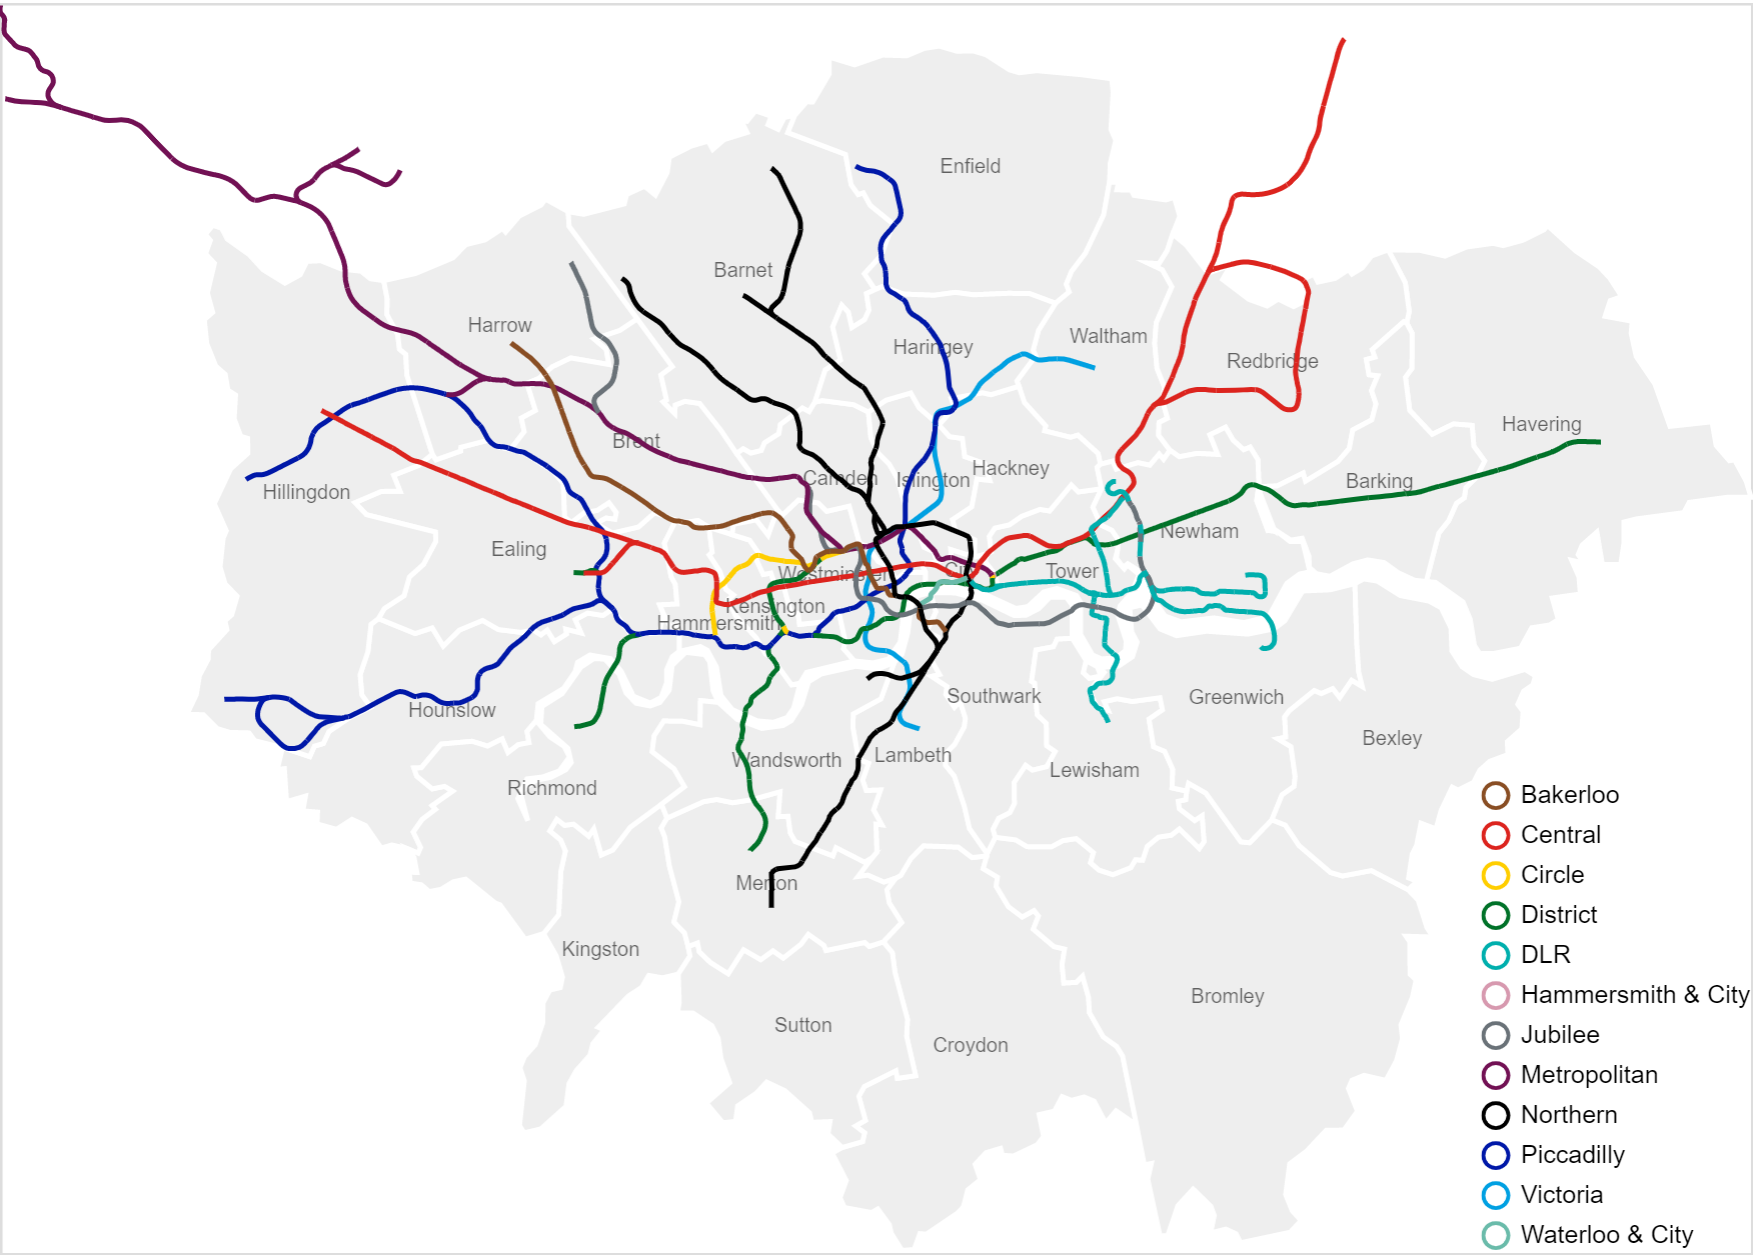 Enfield
Barnet
Harrow
Haringey
Waltham
Redbridge
Havering
Brent
Camden
Islington
Hackney
Barking
Hillingdon
Newham
Ealing
Westminster
Tower
Kensington
Hammersmith
Southwark
Greenwich
Hounslow
Bexley
Wandsworth
Lambeth
Lewisham
Richmond
Merton
Kingston
Bromley
Sutton
Croydon
Bakerloo
Central
Circle
District
DLR
Hammersmith & City
Jubilee
Metropolitan
Northern
Piccadilly
Victoria
Waterloo & City